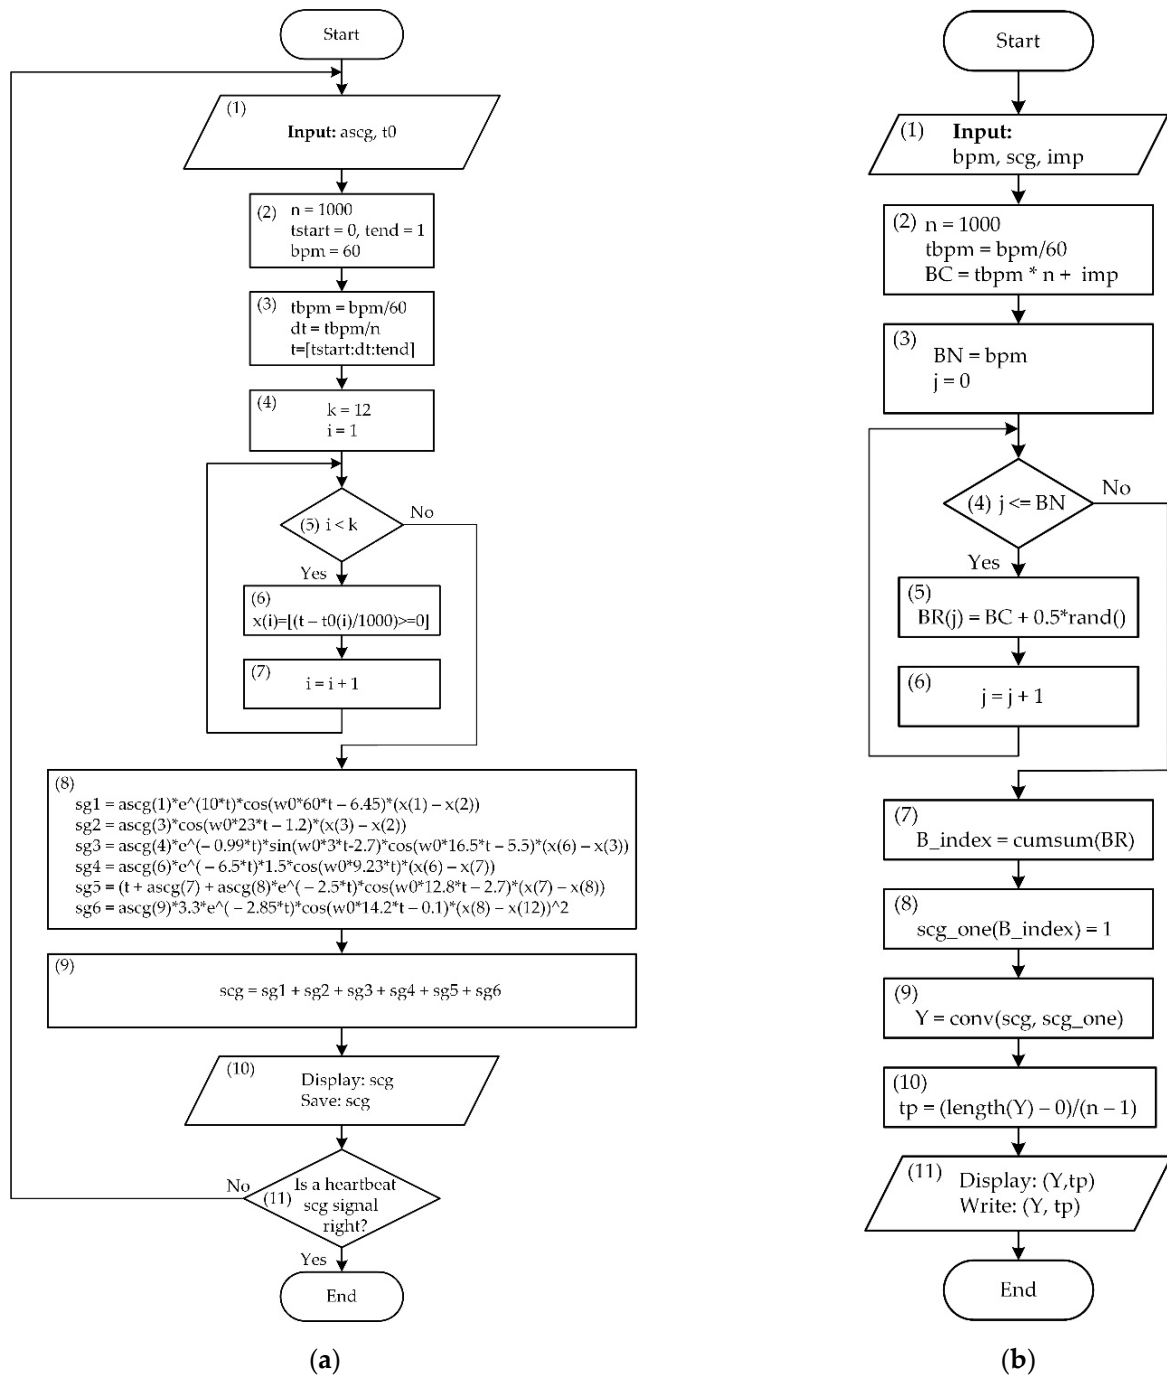 Start
(1)
Input: ascg, t0
(2)
n = 1000
tstart = 0, tend = 1
bpm = 60
(3)
tbpm = bpm/60
dt = tbpm/n
t=[tstart:dt:tend]
(4)
k = 12
i = 1
(5) i < k
No
Yes
(6)
x(i)=[(t – t0(i)/1000)>=0]
(7)
i = i + 1
(8)
sg1 = ascg(1)*e^(10*t)*cos(w0*60*t – 6.45)*(x(1) – x(2))
sg2 = ascg(3)*cos(w0*23*t – 1.2)*(x(3) – x(2))
sg3 = ascg(4)*e^(– 0.99*t)*sin(w0*3*t-2.7)*cos(w0*16.5*t – 5.5)*(x(6) – x(3))
sg4 = ascg(6)*e^( – 6.5*t)*1.5*cos(w0*9.23*t)*(x(6) – x(7))
sg5 = (t + ascg(7) + ascg(8)*e^( – 2.5*t)*cos(w0*12.8*t – 2.7)*(x(7) – x(8))
sg6 = ascg(9)*3.3*e^( – 2.85*t)*cos(w0*14.2*t – 0.1)*(x(8) – x(12))^2
(9)
scg = sg1 + sg2 + sg3 + sg4 + sg5 + sg6
(10)
Display: scg
Save: scg
No
(11)
Is a heartbeat
scg signal
right?
Yes
End
(a)
Start
(1)
Input:
bpm, scg, imp
(2)
n = 1000
tbpm = bpm/60
BC = tbpm * n + imp
(3)
BN = bpm
j = 0
(4) j <= BN
No
Yes
(5)
BR(j) = BC + 0.5*rand()
(6)
j = j + 1
(7)
B_index = cumsum(BR)
(8)
scg_one(B_index) = 1
(9)
Y = conv(scg, scg_one)
(10)
tp = (length(Y) – 0)/(n – 1)
(11)
Display: (Y,tp)
Write: (Y, tp)
End
(b)